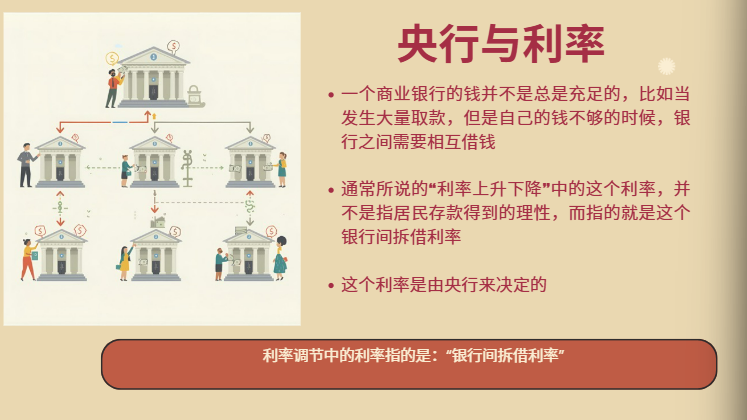 央行与利率
• 一个商业银行的钱并不是总是充足的，比如当
发生大量取款，但是自己的钱不够的时候，银
行之间需要相互借钱
• 通常所说的“利率上升下降”中的这个利率，并
不是指居民存款得到的理性，而指的就是这个
银行间拆借利率
• 这个利率是由央行来决定的
利率调节中的利率指的是：“银行间拆借利率”